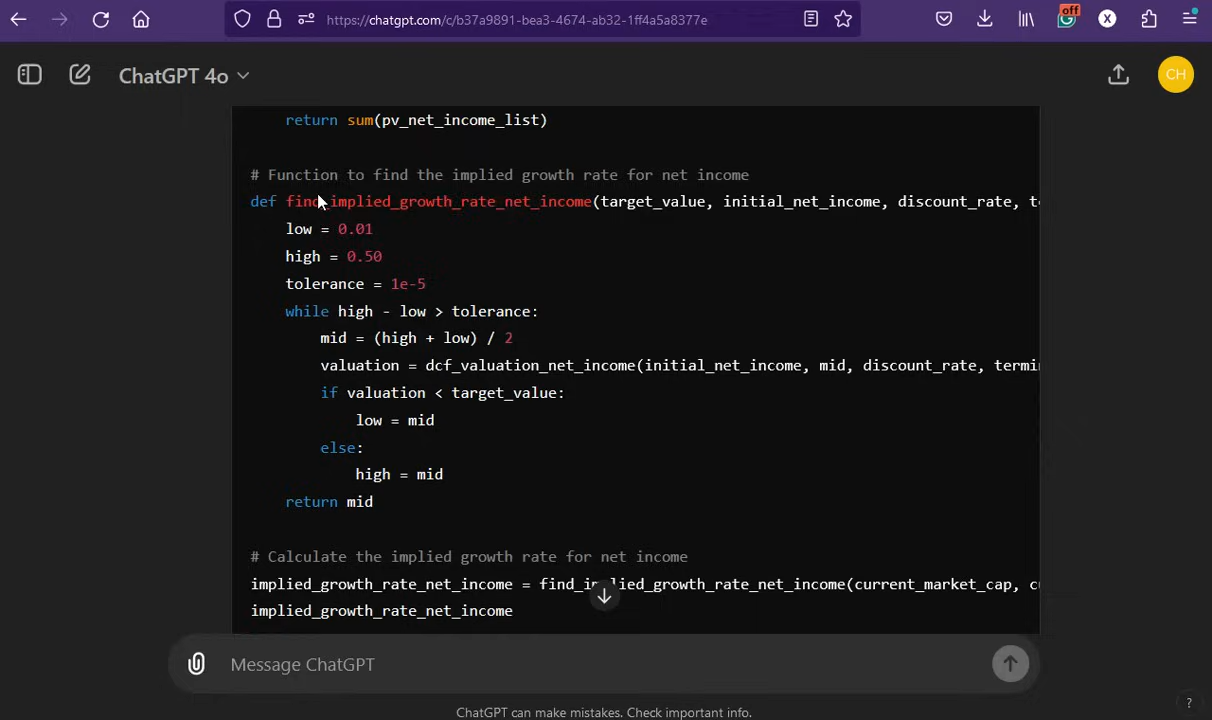 https://chatgpt.com/c/b37a9891-bea3-4674-ab32-1ff4a5a8377e
off
X
ChatGPT 4o
CH
return sum(pv_net_income_list)
# Function to find the implied growth rate for net income
def find_implied_growth_rate_net_income(target_value, initial_net_income, discount_rate, t
low = 0.01
high = 0.50
tolerance = 1e-5
while high - low > tolerance:
mid = (high + low) / 2
valuation = dcf_valuation_net_income(initial_net_income, mid, discount_rate, termi
if valuation < target_value:
low = mid
else:
high = mid
return mid
# Calculate the implied growth rate for net income
implied_growth_rate_net_income = find_implied_growth_rate_net_income(current_market_cap, c
implied_growth_rate_net_income
Message ChatGPT
ChatGPT can make mistakes. Check important info.
?